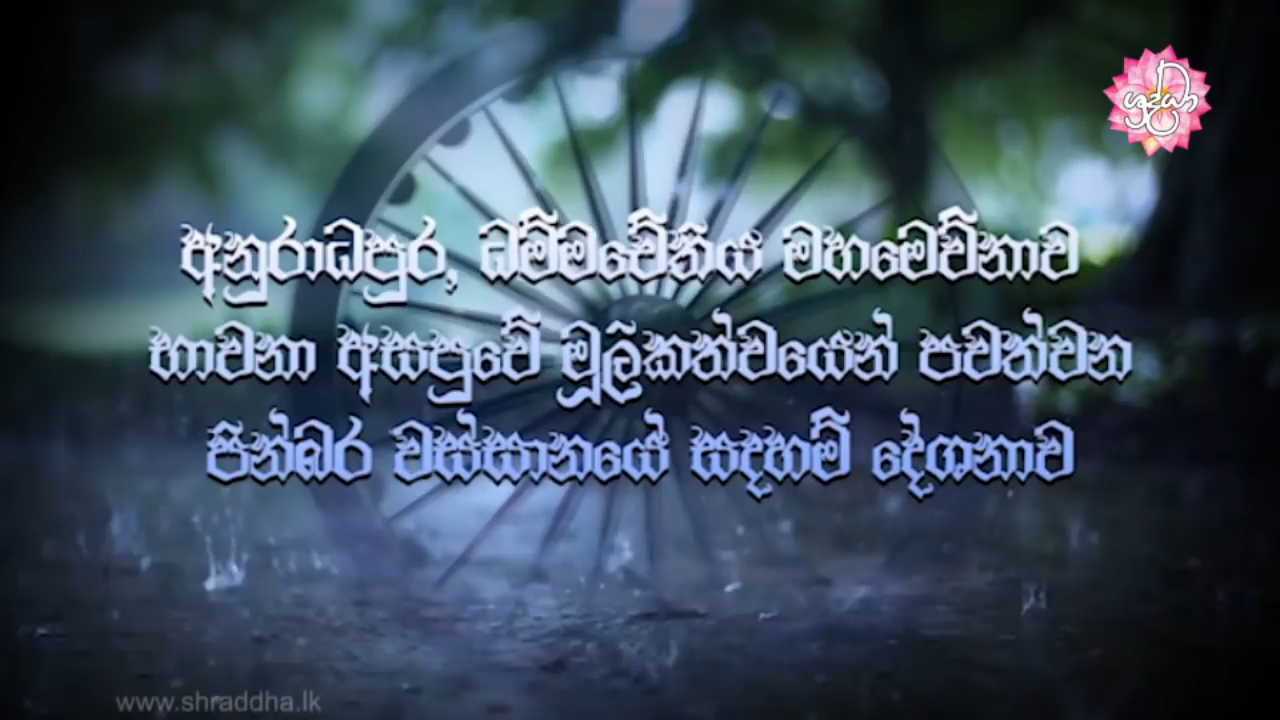 ශ්‍රද්ධා
අනුරාධපුර, ධම්මචේතිය මහමෙව්නාව
භාවනා අසපුවේ මූලිකත්වයෙන් පවත්වන
පින්බර වස්සානයේ සදහම් දේශනාව
www.shraddha.lk